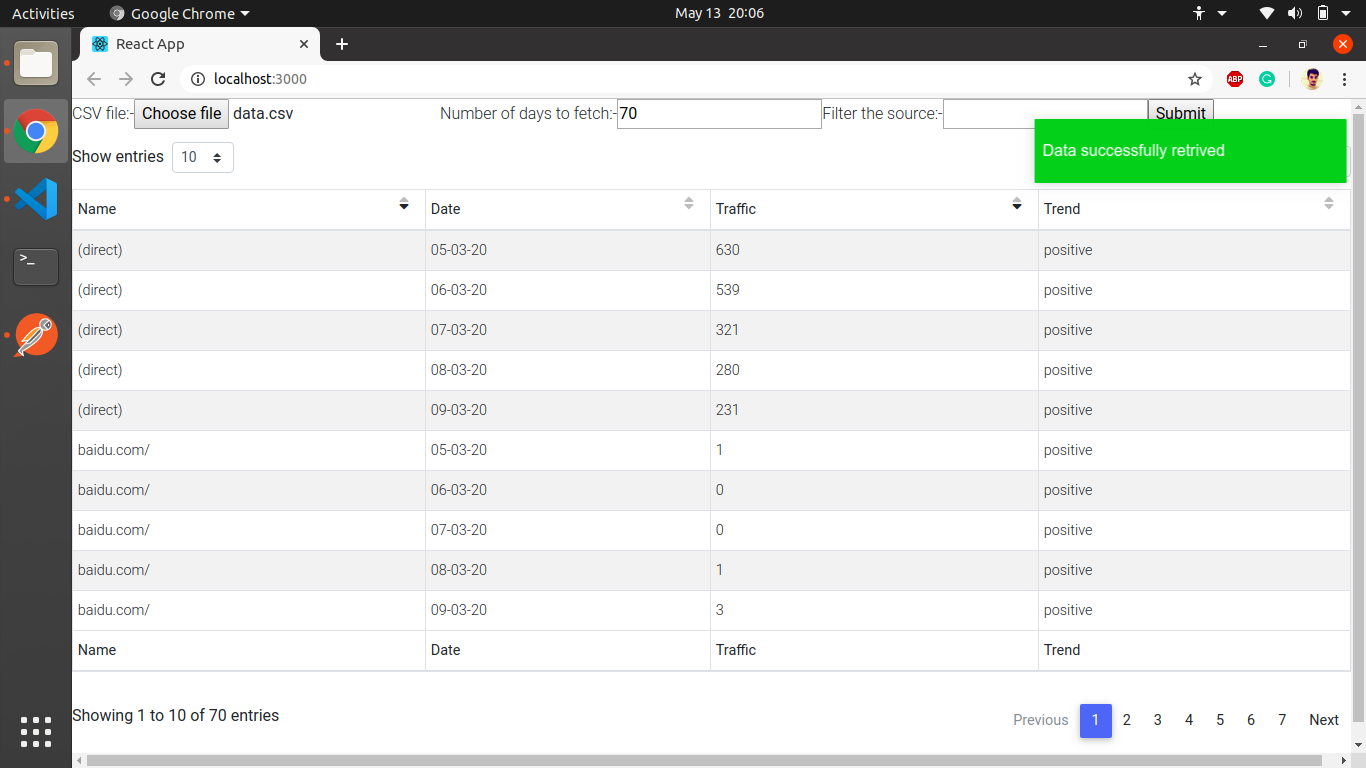 Activities Google Chrome May 13 20:06
React App
localhost:3000 ABP
CSV file:- Choose file data.csv Number of days to fetch:- 70 Filter the source:- Submit
Data successfully retrived
Show entries 10
Name Date Traffic Trend
(direct) 05-03-20 630 positive
(direct) 06-03-20 539 positive
(direct) 07-03-20 321 positive
(direct) 08-03-20 280 positive
(direct) 09-03-20 231 positive
baidu.com/ 05-03-20 1 positive
baidu.com/ 06-03-20 0 positive
baidu.com/ 07-03-20 0 positive
baidu.com/ 08-03-20 1 positive
baidu.com/ 09-03-20 3 positive
Name Date Traffic Trend
Showing 1 to 10 of 70 entries Previous 1 2 3 4 5 6 7 Next